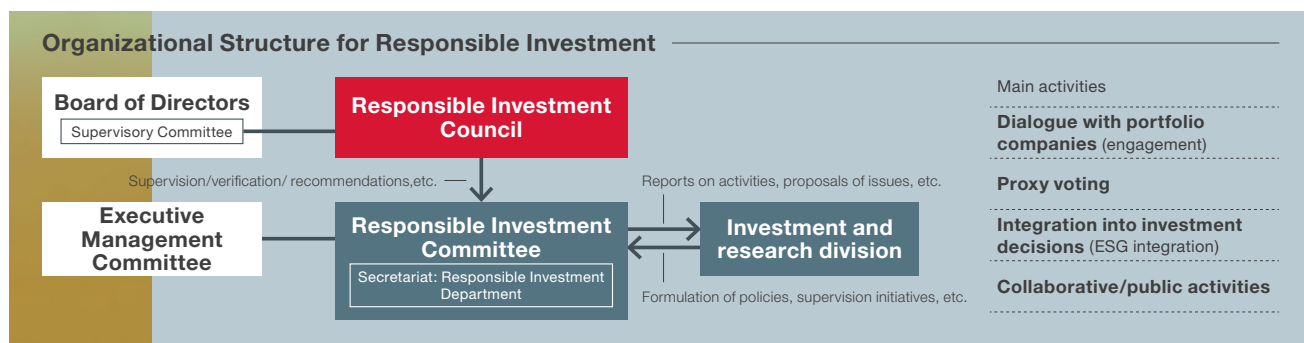 Organizational Structure for Responsible Investment
Board of Directors
Supervisory Committee
Responsible Investment
Council
Supervision/verification/ recommendations,etc.
Executive
Management
Committee
Responsible Investment
Committee
Secretariat: Responsible Investment
Department
Reports on activities, proposals of issues, etc.
Investment and
research division
Formulation of policies, supervision initiatives, etc.
Main activities
Dialogue with portfolio
companies (engagement)
Proxy voting
Integration into investment
decisions (ESG integration)
Collaborative/public activities